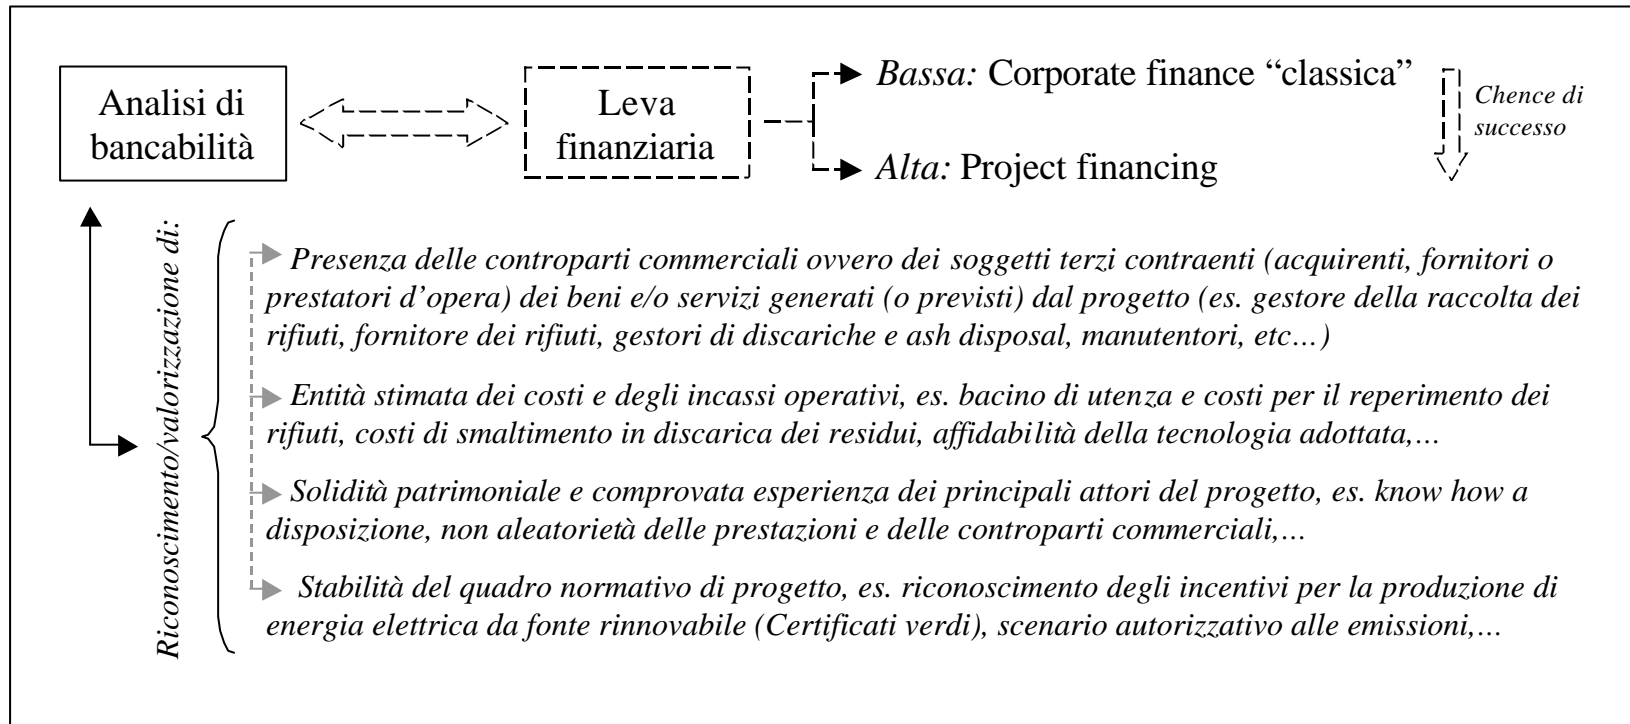 Analisi di
bancabilità
Leva
finanziaria
Bassa: Corporate finance “classica”
Alta: Project financing
Chence di
successo
Riconoscimento/valorizzazione di:
Presenza delle controparti commerciali ovvero dei soggetti terzi contraenti (acquirenti, fornitori o
prestatori d’opera) dei beni e/o servizi generati (o previsti) dal progetto (es. gestore della raccolta dei
rifiuti, fornitore dei rifiuti, gestori di discariche e ash disposal, manutentori, etc…)
Entità stimata dei costi e degli incassi operativi, es. bacino di utenza e costi per il reperimento dei
rifiuti, costi di smaltimento in discarica dei residui, affidabilità della tecnologia adottata,…
Solidità patrimoniale e comprovata esperienza dei principali attori del progetto, es. know how a
disposizione, non aleatorietà delle prestazioni e delle controparti commerciali,…
Stabilità del quadro normativo di progetto, es. riconoscimento degli incentivi per la produzione di
energia elettrica da fonte rinnovabile (Certificati verdi), scenario autorizzativo alle emissioni,…